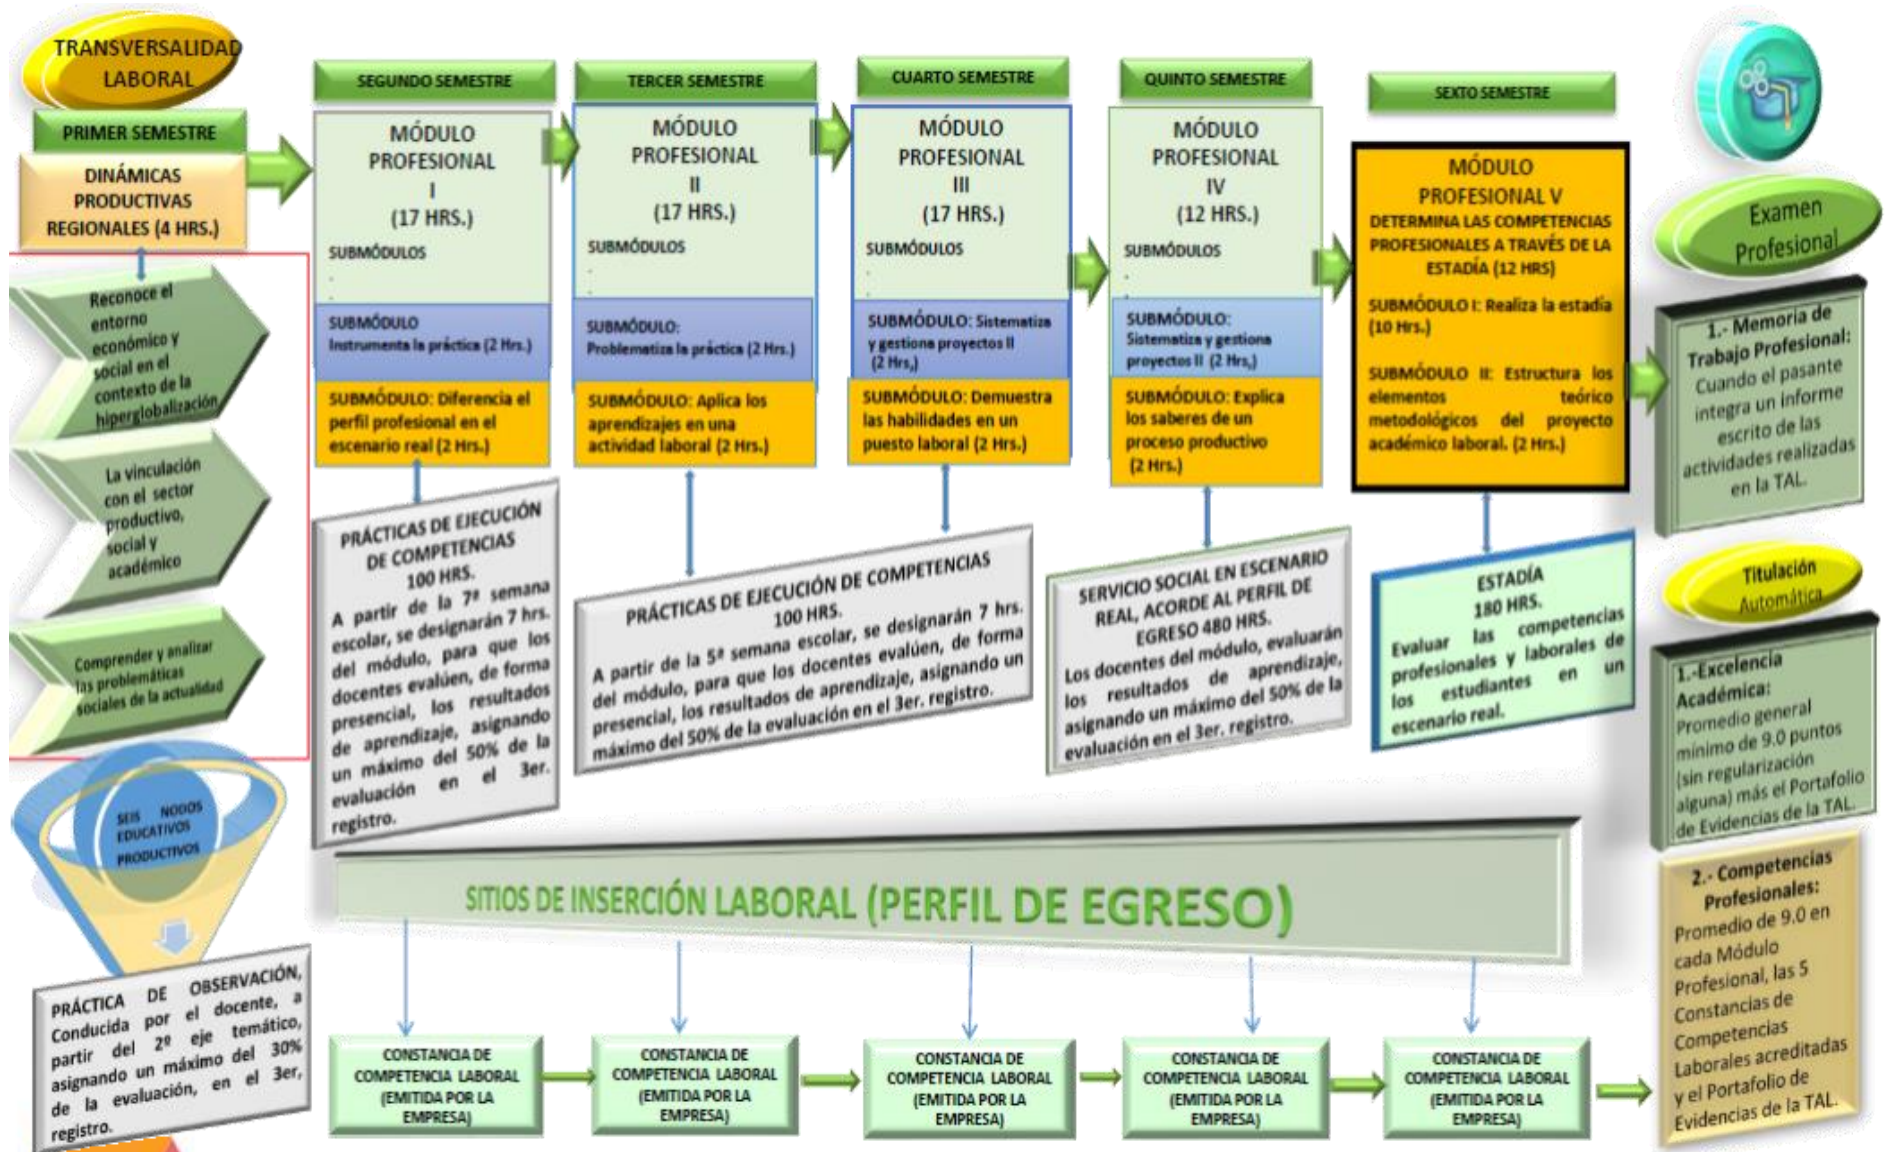 TRANSVERSALIDAD
LABORAL
PRIMER SEMESTRE
DINÁMICAS
PRODUCTIVAS
REGIONALES (4 HRS.)
Reconoce el
entorno
económico y
social en el
contexto de la
hiperglobalización
La vinculación
con el sector
productivo,
social y
académico
Comprender y analizar
las problemáticas
sociales de la actualidad
SEIS NODOS
EDUCATIVOS
PRODUCTIVOS
PRÁCTICA DE OBSERVACIÓN,
Conducida por el docente, a
partir del 2º eje temático,
asignando un máximo del 30%
de la evaluación, en el 3er,
registro.
SEGUNDO SEMESTRE
MÓDULO
PROFESIONAL
I
(17 HRS.)
SUBMÓDULOS
.
.
SUBMÓDULO
Instrumenta la práctica (2 Hrs.)
SUBMÓDULO: Diferencia el
perfil profesional en el
escenario real (2 Hrs.)
PRÁCTICAS DE EJECUCIÓN
DE COMPETENCIAS
100 HRS.
A partir de la 7ª semana
escolar, se designarán 7 hrs.
del módulo, para que los
docentes evalúen, de forma
presencial, los resultados
de aprendizaje, asignando
un máximo del 50% de la
evaluación en el 3er.
registro.
TERCER SEMESTRE
MÓDULO
PROFESIONAL
II
(17 HRS.)
SUBMÓDULOS
.
.
SUBMÓDULO:
Problematiza la práctica (2 Hrs.)
SUBMÓDULO: Aplica los
aprendizajes en una
actividad laboral (2 Hrs.)
CUARTO SEMESTRE
MÓDULO
PROFESIONAL
III
(17 HRS.)
SUBMÓDULOS
.
SUBMÓDULO: Sistematiza
y gestiona proyectos II
(2 Hrs,)
SUBMÓDULO: Demuestra
las habilidades en un
puesto laboral (2 Hrs.)
PRÁCTICAS DE EJECUCIÓN DE COMPETENCIAS
100 HRS.
A partir de la 5ª semana escolar, se designarán 7 hrs.
del módulo, para que los docentes evalúen, de forma
presencial, los resultados de aprendizaje, asignando un
máximo del 50% de la evaluación en el 3er. registro.
QUINTO SEMESTRE
MÓDULO
PROFESIONAL
IV
(12 HRS.)
SUBMÓDULOS
.
.
SUBMÓDULO:
Sistematiza y gestiona
proyectos II (2 Hrs,)
SUBMÓDULO: Explica
los saberes de un
proceso productivo
(2 Hrs.)
SERVICIO SOCIAL EN ESCENARIO
REAL, ACORDE AL PERFIL DE
EGRESO 480 HRS.
Los docentes del módulo, evaluarán
los resultados de aprendizaje,
asignando un máximo del 50% de la
evaluación en el 3er. registro.
SEXTO SEMESTRE
MÓDULO
PROFESIONAL V
DETERMINA LAS COMPETENCIAS
PROFESIONALES A TRAVÉS DE LA
ESTADÍA (12 HRS)
SUBMÓDULO I: Realiza la estadía
(10 Hrs.)
SUBMÓDULO II: Estructura los
elementos teórico
metodológicos del proyecto
académico laboral. (2 Hrs.)
ESTADÍA
180 HRS.
Evaluar las competencias
profesionales y laborales de
los estudiantes en un
escenario real.
Examen
Profesional
1.- Memoria de
Trabajo Profesional:
Cuando el pasante
integra un informe
escrito de las
actividades realizadas
en la TAL.
Titulación
Automática
1.-Excelencia
Académica:
Promedio general
mínimo de 9.0 puntos
(sin regularización
alguna) más el Portafolio
de Evidencias de la TAL.
2.- Competencias
Profesionales:
Promedio de 9.0 en
cada Módulo
Profesional, las 5
Constancias de
Competencias
Laborales acreditadas
y el Portafolio de
Evidencias de la TAL.
SITIOS DE INSERCIÓN LABORAL (PERFIL DE EGRESO)
CONSTANCIA DE
COMPETENCIA LABORAL
(EMITIDA POR LA
EMPRESA)
CONSTANCIA DE
COMPETENCIA LABORAL
(EMITIDA POR LA
EMPRESA)
CONSTANCIA DE
COMPETENCIA LABORAL
(EMITIDA POR LA
EMPRESA)
CONSTANCIA DE
COMPETENCIA LABORAL
(EMITIDA POR LA
EMPRESA)
CONSTANCIA DE
COMPETENCIA LABORAL
(EMITIDA POR LA
EMPRESA)